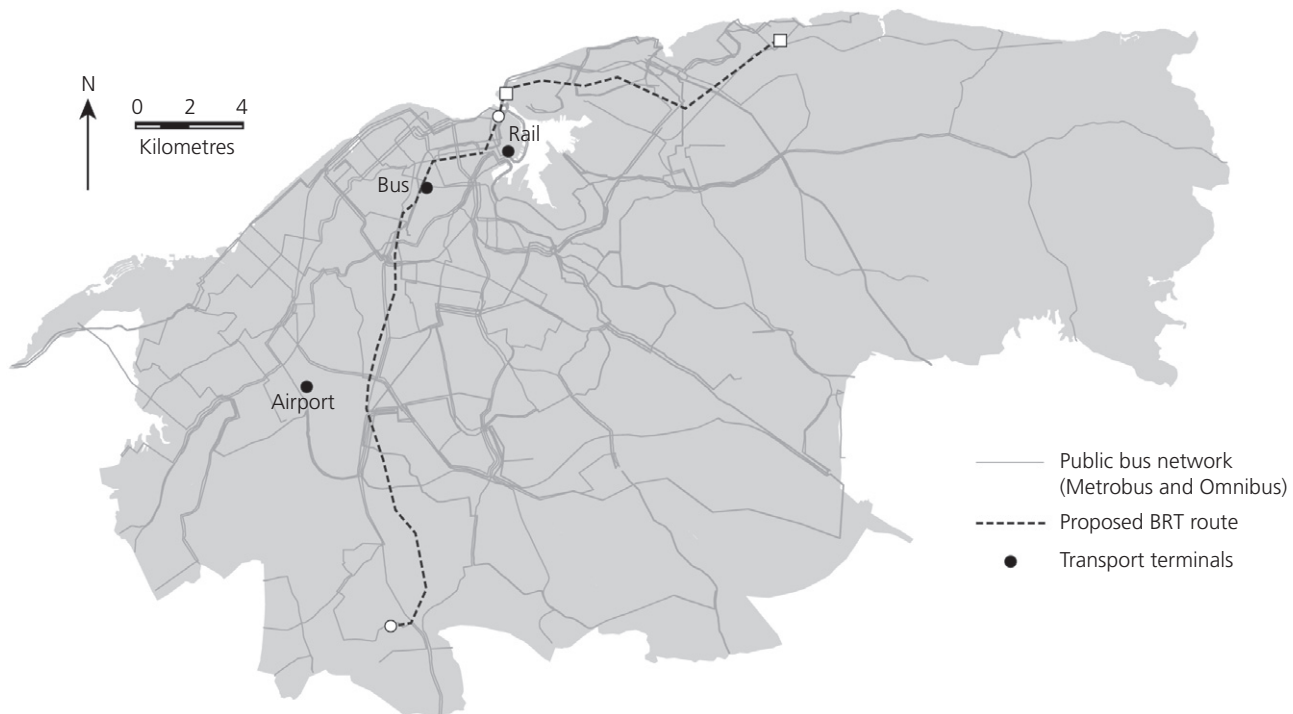 N
0 2 4
Kilometres
Rail
Bus
Airport
Public bus network
(Metrobus and Omnibus)
Proposed BRT route
Transport terminals